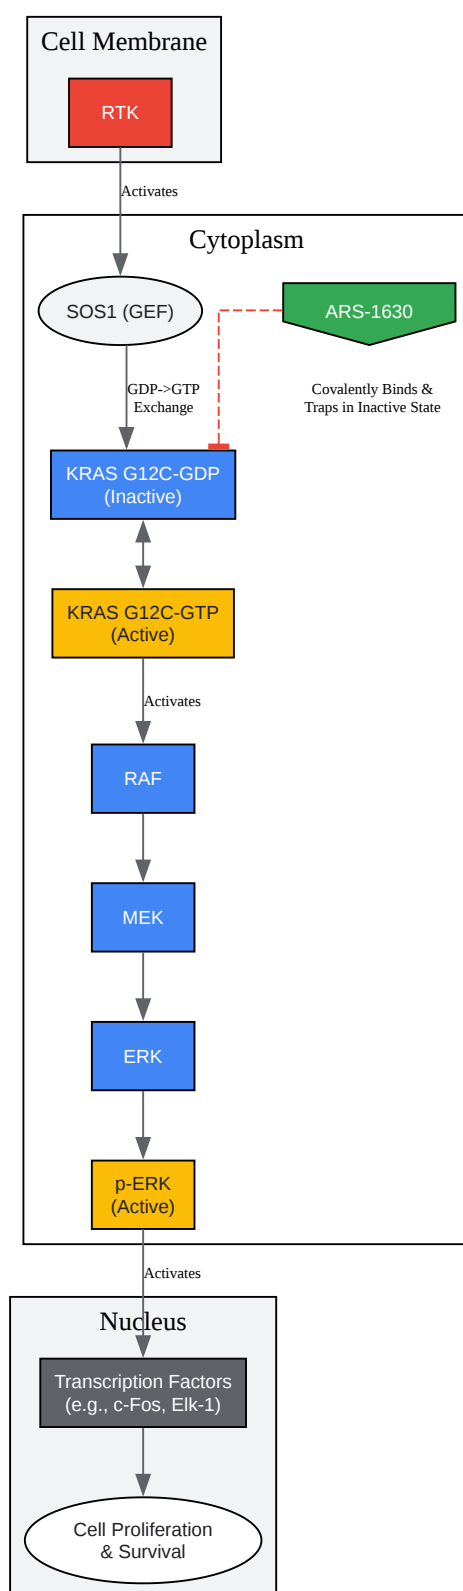 Cell Membrane
RTK
Activates
Cytoplasm
SOS1 (GEF)
ARS-1630
GDP->GTP
Exchange
Covalently Binds &
Traps in Inactive State
KRAS G12C-GDP
(Inactive)
KRAS G12C-GTP
(Active)
Activates
RAF
MEK
ERK
p-ERK
(Active)
Activates
Nucleus
Transcription Factors
(e.g., c-Fos, Elk-1)
Cell Proliferation
& Survival